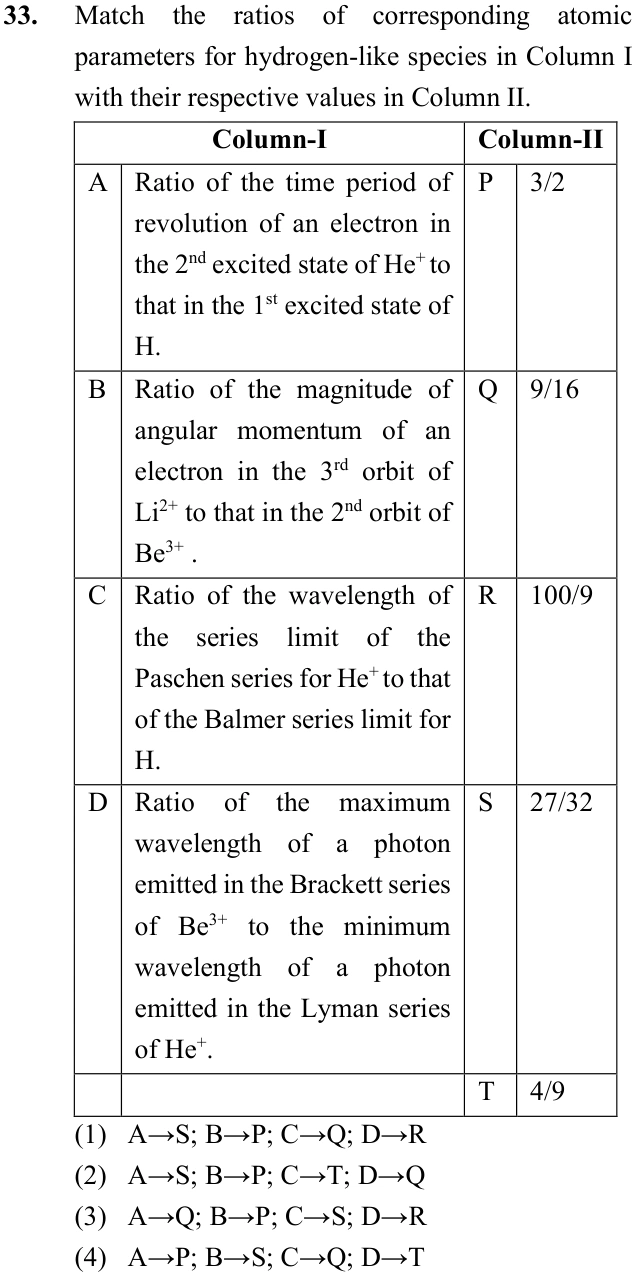 33. Match the ratios of corresponding atomic
parameters for hydrogen-like species in Column I
with their respective values in Column II.
Column-I Column-II
A Ratio of the time period of P 3/2
revolution of an electron in
the 2nd excited state of He+ to
that in the 1st excited state of
H.
B Ratio of the magnitude of Q 9/16
angular momentum of an
electron in the 3rd orbit of
Li2+ to that in the 2nd orbit of
Be3+ .
C Ratio of the wavelength of R 100/9
the series limit of the
Paschen series for He+ to that
of the Balmer series limit for
H.
D Ratio of the maximum S 27/32
wavelength of a photon
emitted in the Brackett series
of Be3+ to the minimum
wavelength of a photon
emitted in the Lyman series
of He+.
T 4/9
(1) A→S; B→P; C→Q; D→R
(2) A→S; B→P; C→T; D→Q
(3) A→Q; B→P; C→S; D→R
(4) A→P; B→S; C→Q; D→T